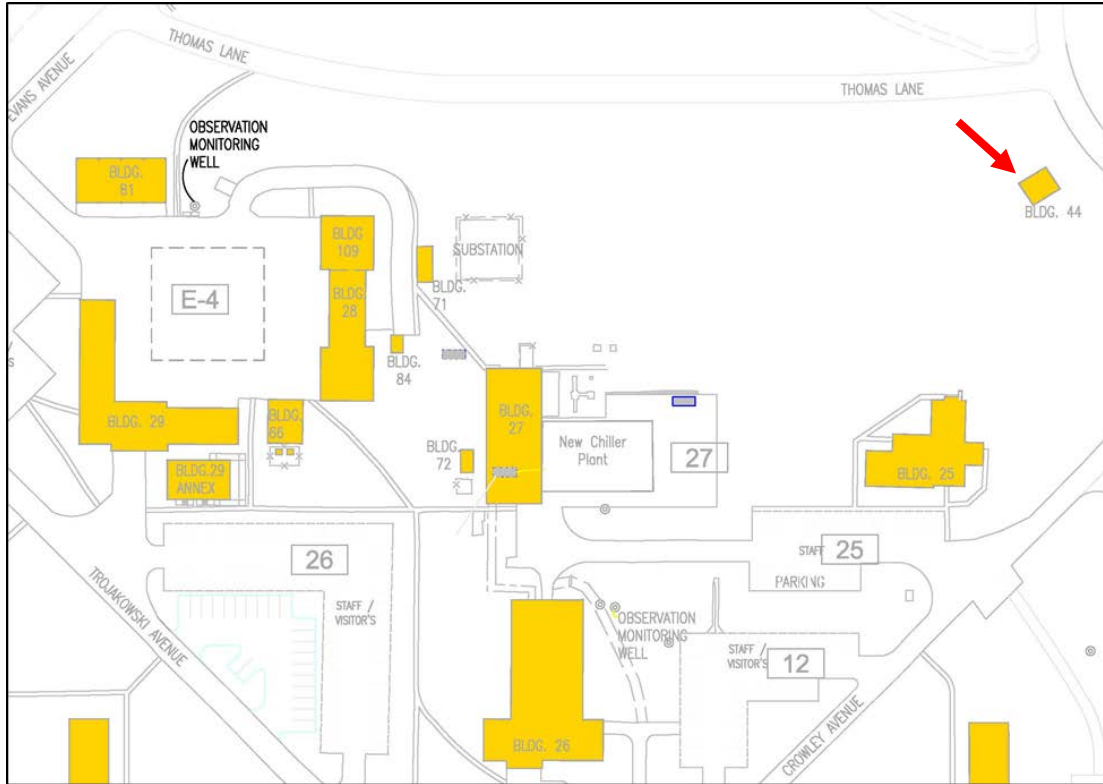 THOMAS LANE
THOMAS LANE
EVANS AVENUE
OBSERVATION
MONITORING
WELL
BLDG.
81
BLDG. 44
BLDG
109
SUBSTATION
E-4
BLDG.
28
BLDG.
71
BLDG.
84
BLDG. 29
BLDG.
66
BLDG.
27
BLDG.
72
New Chiller
Plant
27
BLDG. 25
BLDG.29
ANNEX
26
STAFF
25
PARKING
STAFF /
VISITOR'S
TROJAKOWSKI AVENUE
OBSERVATION
MONITORING
WELL
STAFF /
VISITOR'S
12
BLDG. 26
CROWLEY AVENUE